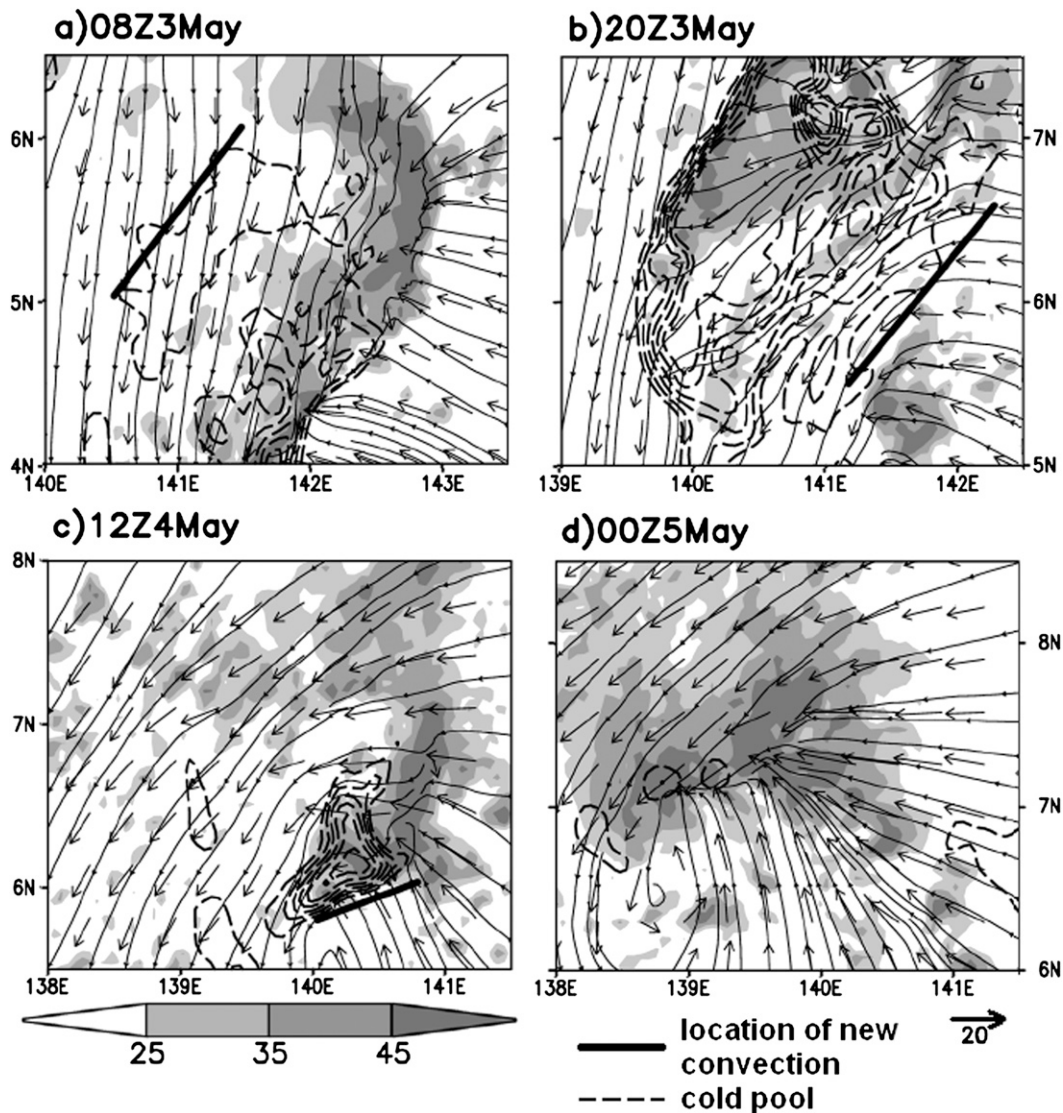 a)08Z3May
b)20Z3May
6N
5N
4N
140E 141E 142E 143E
7N
6N
5N
139E 140E 141E 142E
c)12Z4May
d)00Z5May
8N
7N
6N
138E 139E 140E 141E
8N
7N
6N
138E 139E 140E 141E
25 35 45
location of new
convection
cold pool
20